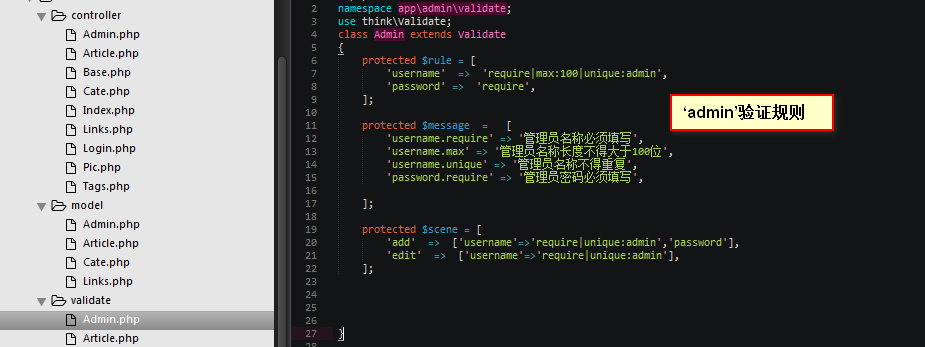 controller
Admin.php
Article.php
Base.php
Cate.php
Index.php
Links.php
Login.php
Pic.php
Tags.php
model
Admin.php
Article.php
Cate.php
Links.php
validate
Admin.php
Article.php
2 namespace app\admin\validate;
3 use think\Validate;
4 class Admin extends Validate
5 {
6 protected $rule = [
7 'username' => 'require|max:100|unique:admin',
8 'password' => 'require',
9 ];
10
11 protected $message = [
12 'username.require' => '管理员名称必须填写',
13 'username.max' => '管理员名称长度不得大于100位',
14 'username.unique' => '管理员名称不得重复',
15 'password.require' => '管理员密码必须填写',
16
17 ];
18
19 protected $scene = [
20 'add' => ['username'=>'require|unique:admin','password'],
21 'edit' => ['username'=>'require|unique:admin'],
22 ];
23
24
25
26
27 }
28
‘admin’验证规则